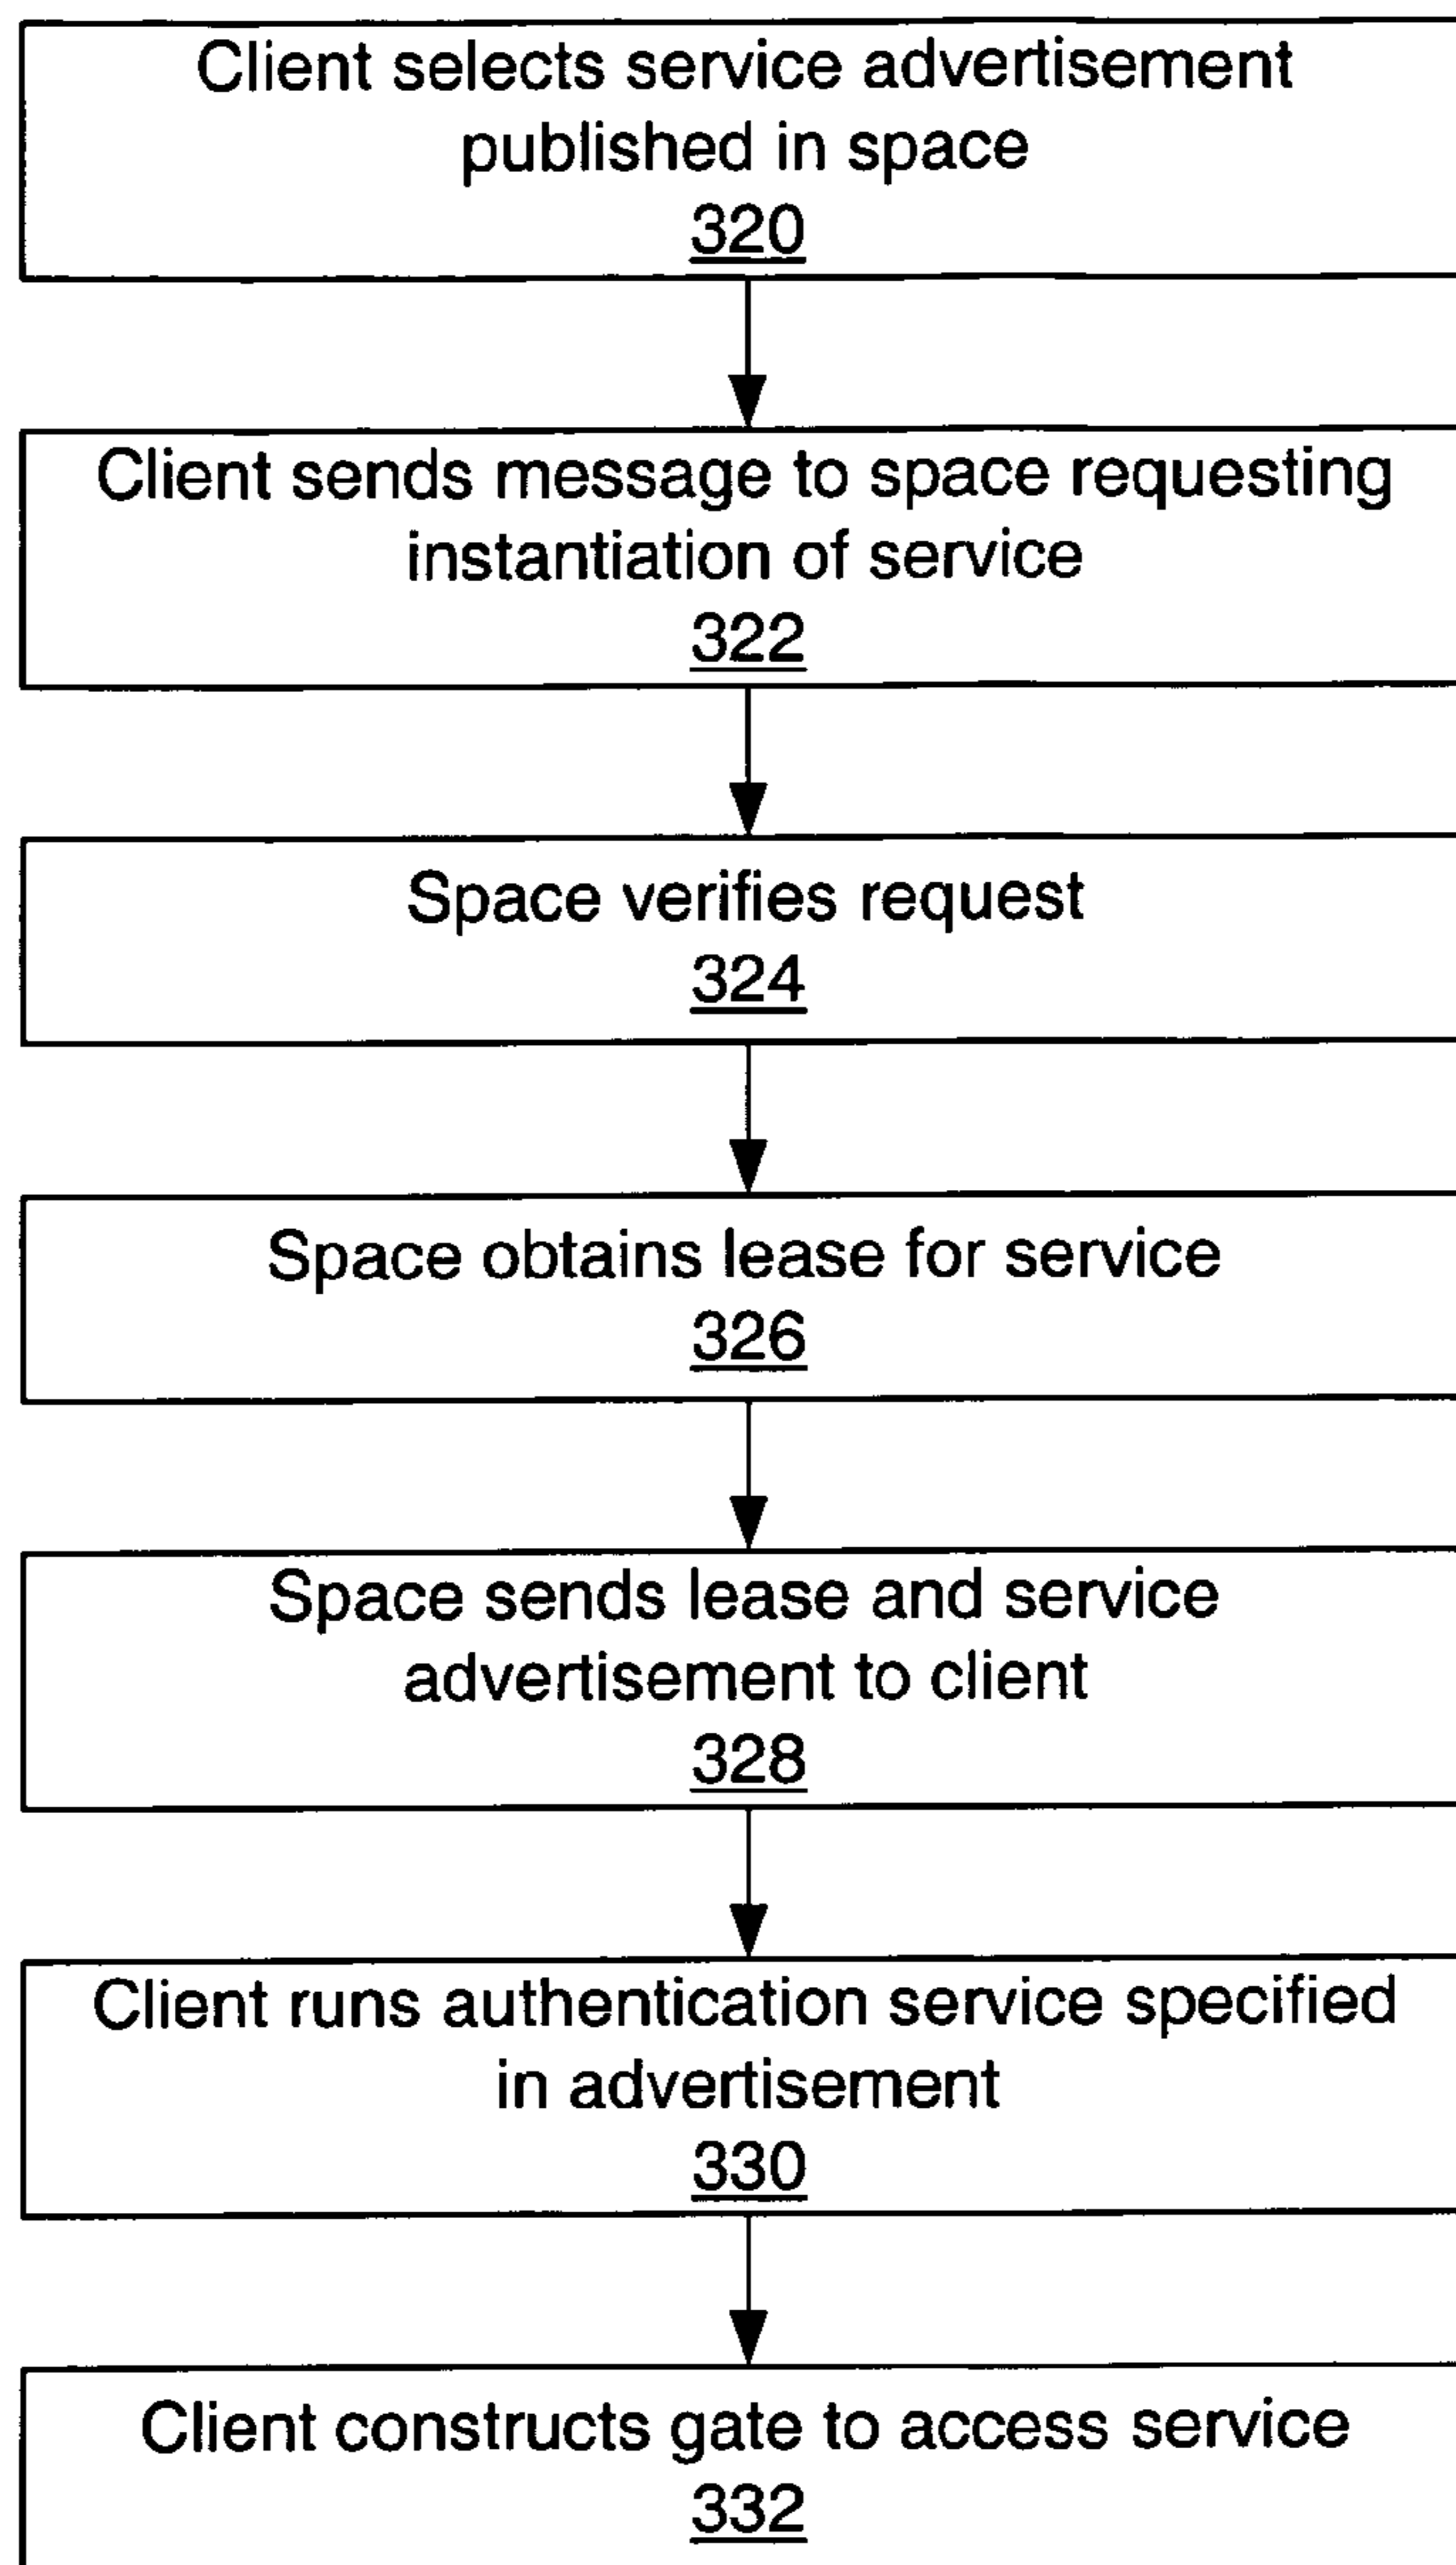 Client selects service advertisement
published in space
320
Client sends message to space requesting
instantiation of service
322
Space verifies request
324
Space obtains lease for service
326
Space sends lease and service
advertisement to client
328
Client runs authentication service specified
in advertisement
330
Client constructs gate to access service
332